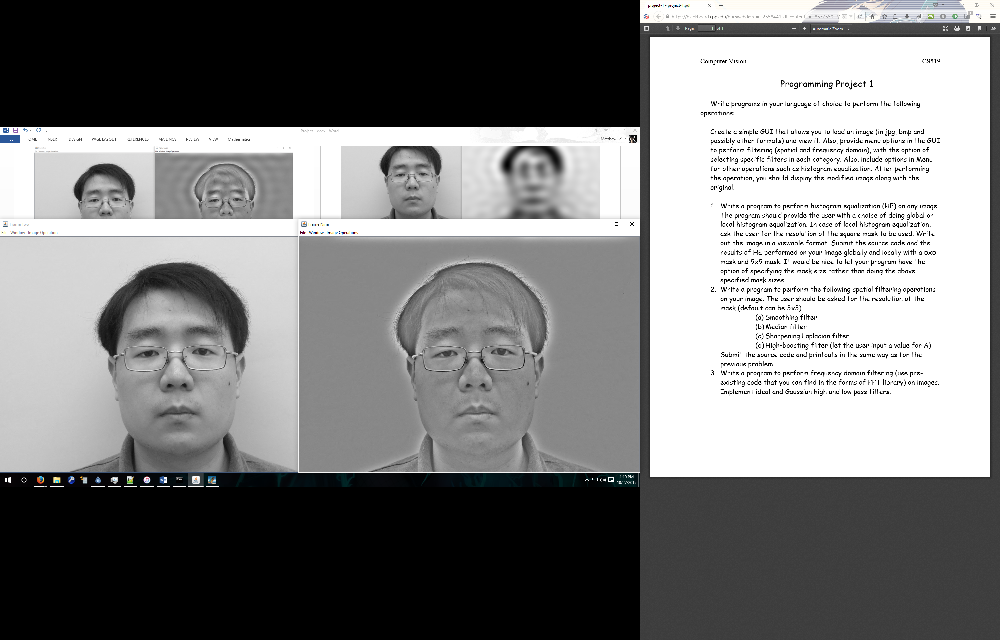 Project 1.docx - Word
FILE HOME INSERT DESIGN PAGE LAYOUT REFERENCES MAILINGS REVIEW VIEW Mathematics
Matthew Lai
Frame Two
File Window Image Operations
Frame Seven
File Window Image Operations
Frame Two
File Window Image Operations
Frame Nine
File Window Image Operations
1:10 PM
10/27/2015
project-1 - project-1.pdf
https://blackboard.cpp.edu/bbcswebdav/pid-2558441-dt-content-rid-8577530_2/
Page: 1 of 1
Automatic Zoom
Computer Vision CS519
Programming Project 1
Write programs in your language of choice to perform the following
operations:
Create a simple GUI that allows you to load an image (in jpg, bmp and
possibly other formats) and view it. Also, provide menu options in the GUI
to perform filtering (spatial and frequency domain), with the option of
selecting specific filters in each category. Also, include options in Menu
for other operations such as histogram equalization. After performing
the operation, you should display the modified image along with the
original.
1. Write a program to perform histogram equalization (HE) on any image.
The program should provide the user with a choice of doing global or
local histogram equalization. In case of local histogram equalization,
ask the user for the resolution of the square mask to be used. Write
out the image in a viewable format. Submit the source code and the
results of HE performed on your image globally and locally with a 5x5
mask and 9x9 mask. It would be nice to let your program have the
option of specifying the mask size rather than doing the above
specified mask sizes.
2. Write a program to perform the following spatial filtering operations
on your image. The user should be asked for the resolution of the
mask (default can be 3x3)
(a) Smoothing filter
(b) Median filter
(c) Sharpening Laplacian filter
(d) High-boosting filter (let the user input a value for A)
Submit the source code and printouts in the same way as for the
previous problem
3. Write a program to perform frequency domain filtering (use pre-
existing code that you can find in the forms of FFT library) on images.
Implement ideal and Gaussian high and low pass filters.